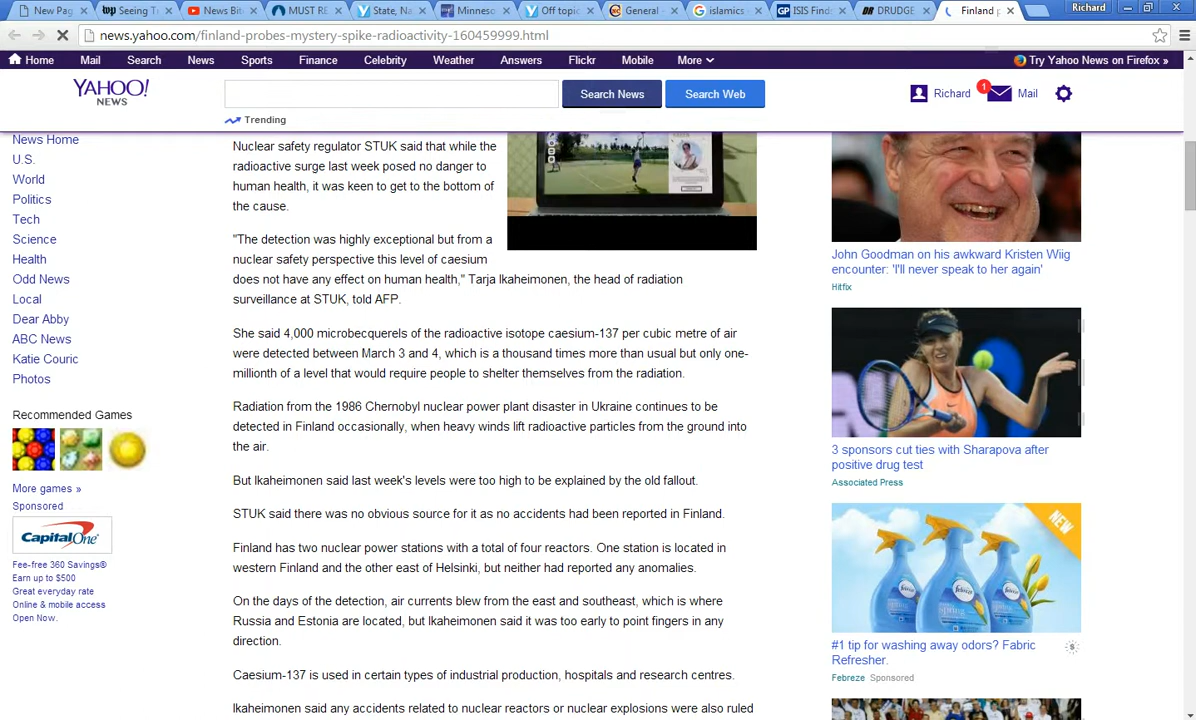 New Pag
Seeing T
News Bit
MUST RE
State, Na
Minneso
Off topic
General
islamics
ISIS Find
DRUDGE
Finland p
Richard
news.yahoo.com/finland-probes-mystery-spike-radioactivity-160459999.html
Home
Mail
Search
News
Sports
Finance
Celebrity
Weather
Answers
Flickr
Mobile
More
Try Yahoo News on Firefox »
YAHOO!
NEWS
Search News
Search Web
Richard
1
Mail
Trending
News Home
U.S.
World
Politics
Tech
Science
Health
Odd News
Local
Dear Abby
ABC News
Katie Couric
Photos
Recommended Games
More games »
Sponsored
CapitalOne
Fee-free 360 Savings®
Earn up to $500
Great everyday rate
Online & mobile access
Open Now.
Nuclear safety regulator STUK said that while the
radioactive surge last week posed no danger to
human health, it was keen to get to the bottom of
the cause.
"The detection was highly exceptional but from a
nuclear safety perspective this level of caesium
does not have any effect on human health," Tarja Ikaheimonen, the head of radiation
surveillance at STUK, told AFP.
She said 4,000 microbecquerels of the radioactive isotope caesium-137 per cubic metre of air
were detected between March 3 and 4, which is a thousand times more than usual but only one-
millionth of a level that would require people to shelter themselves from the radiation.
Radiation from the 1986 Chernobyl nuclear power plant disaster in Ukraine continues to be
detected in Finland occasionally, when heavy winds lift radioactive particles from the ground into
the air.
But Ikaheimonen said last week's levels were too high to be explained by the old fallout.
STUK said there was no obvious source for it as no accidents had been reported in Finland.
Finland has two nuclear power stations with a total of four reactors. One station is located in
western Finland and the other east of Helsinki, but neither had reported any anomalies.
On the days of the detection, air currents blew from the east and southeast, which is where
Russia and Estonia are located, but Ikaheimonen said it was too early to point fingers in any
direction.
Caesium-137 is used in certain types of industrial production, hospitals and research centres.
Ikaheimonen said any accidents related to nuclear reactors or nuclear explosions were also ruled
John Goodman on his awkward Kristen Wiig
encounter: 'I'll never speak to her again'
Hitfix
3 sponsors cut ties with Sharapova after
positive drug test
Associated Press
NEW
febreze
#1 tip for washing away odors? Fabric
Refresher.
Febreze Sponsored